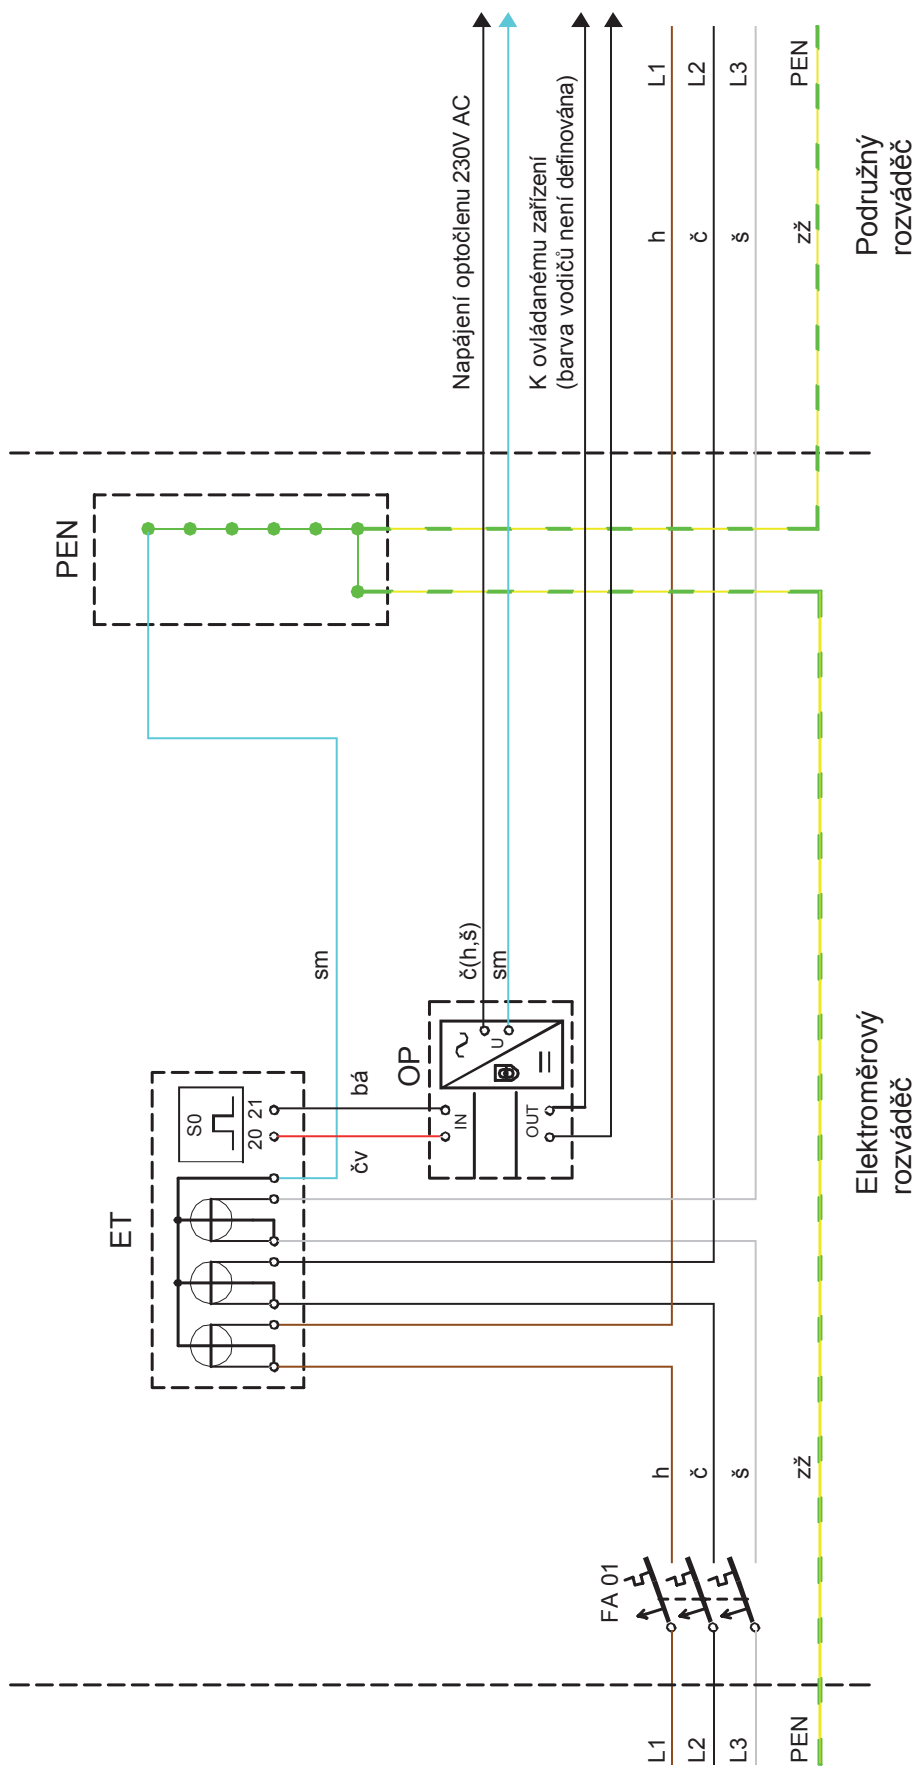 PEN
ET
S0
20
21
sm
čv
bá
OP
IN
OUT
U
č(h,š)
sm
Napájení optočlenu 230V AC
K ovládanému zařízení
(barva vodičů není definována)
FA 01
L1
h
h
L1
L2
č
č
L2
L3
š
š
L3
PEN
zž
zž
PEN
Elektroměrový
rozváděč
Podružný
rozváděč